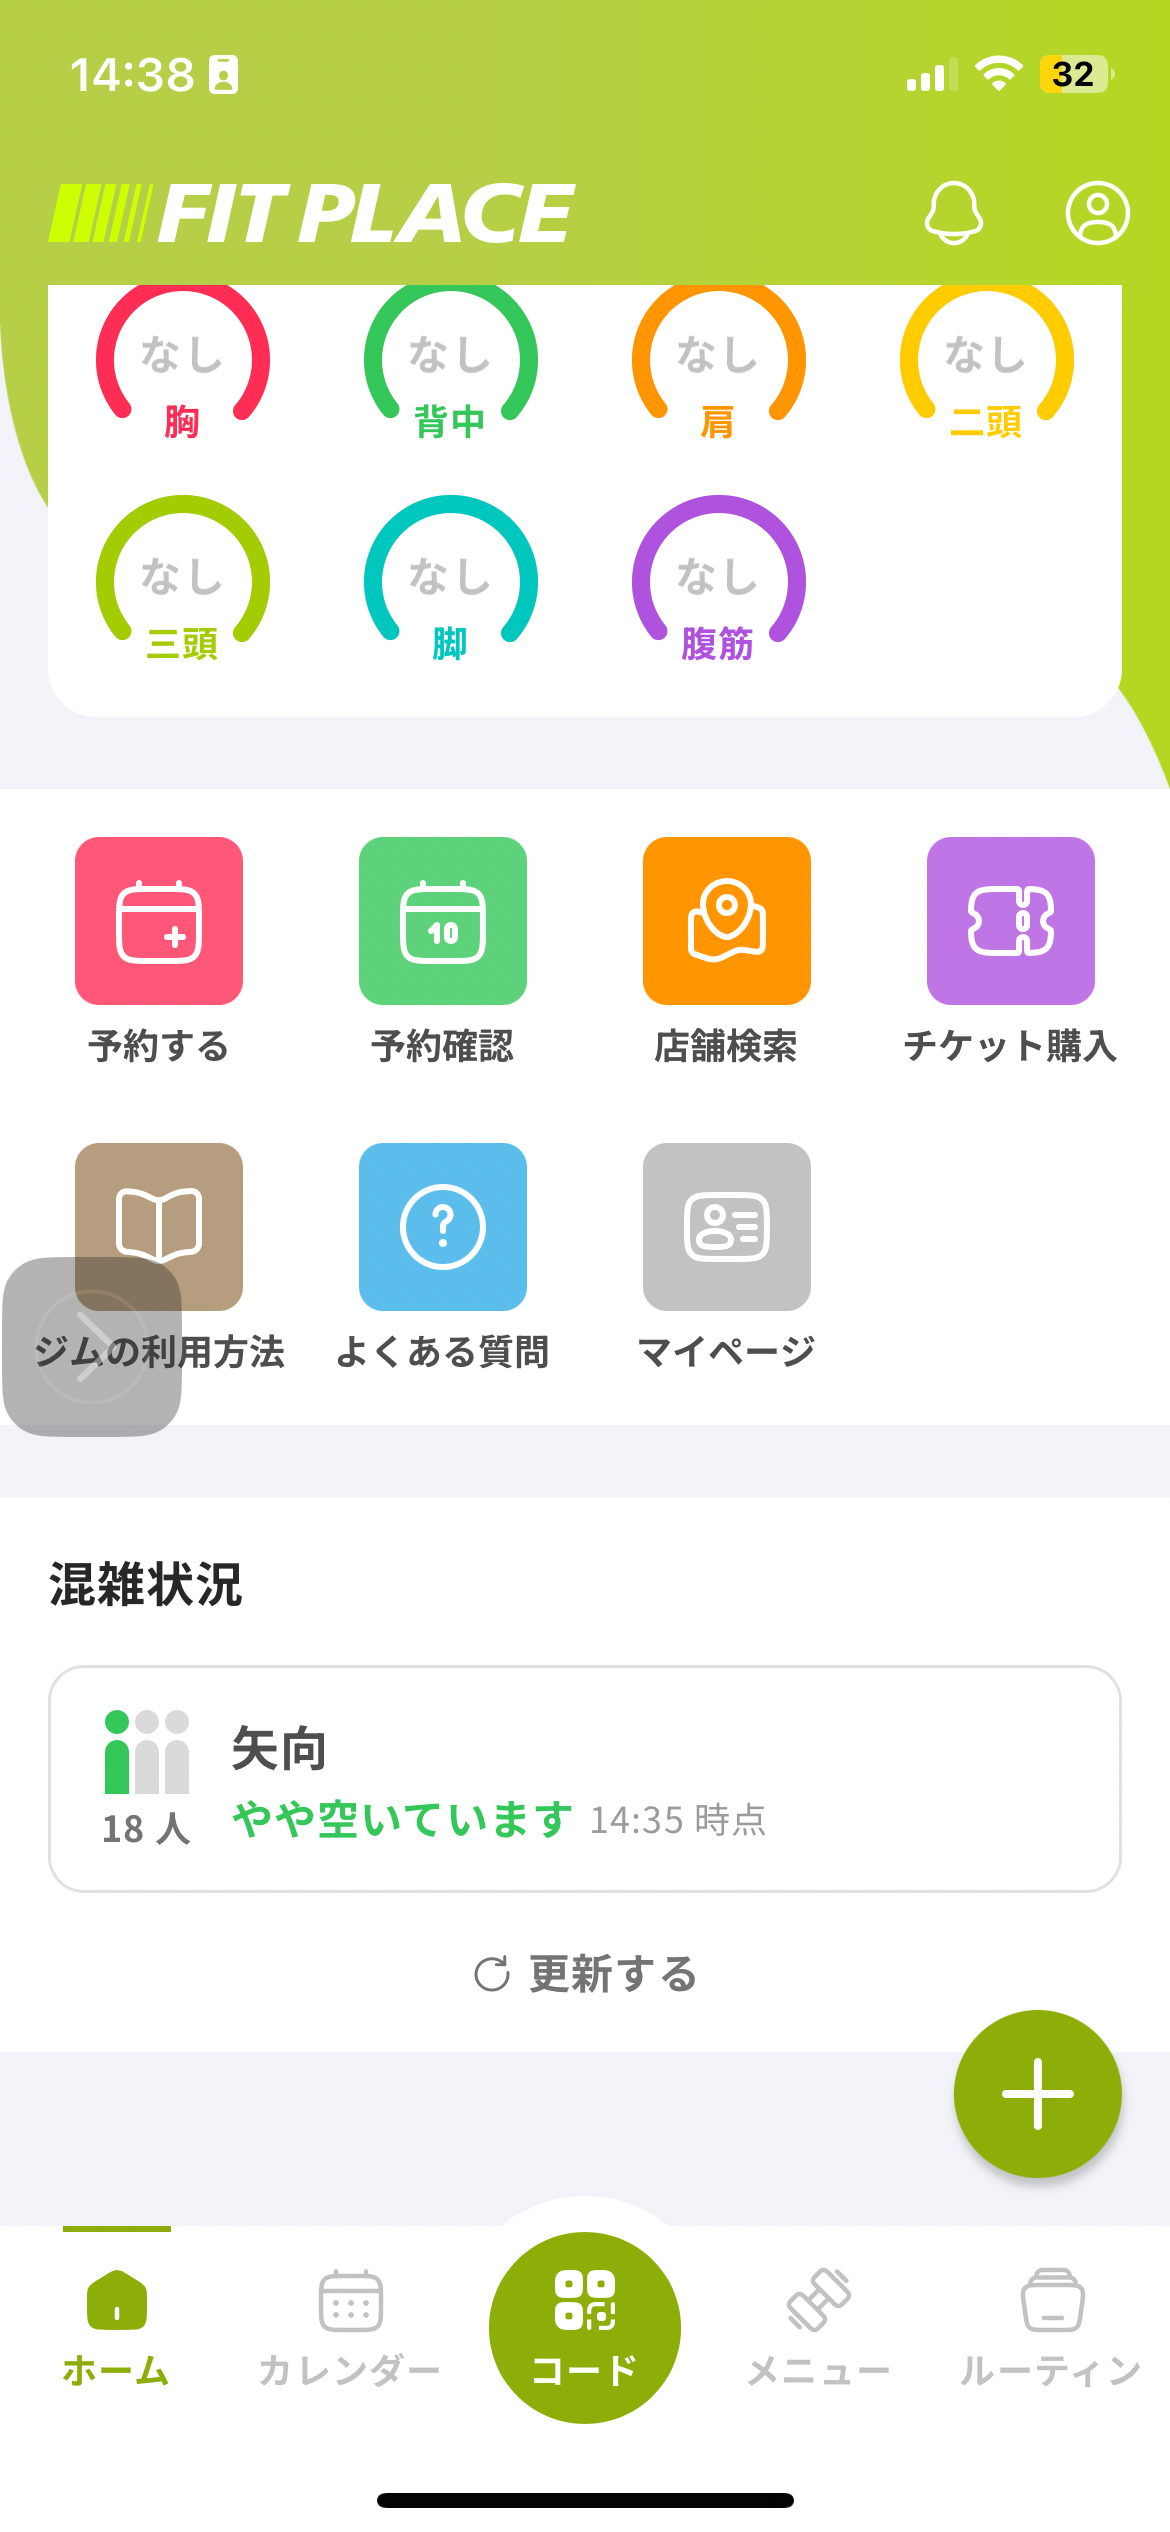 14:38
32
FIT PLACE
なし なし なし なし
胸 背中 肩 二頭
なし なし なし
三頭 脚 腹筋
10
予約する 予約確認 店舗検索 チケット購入
?
ジムの利用方法 よくある質問 マイページ
混雑状況
矢向
18 人 やや空いています 14:35 時点
更新する
ホーム カレンダー コード メニュー ルーティン